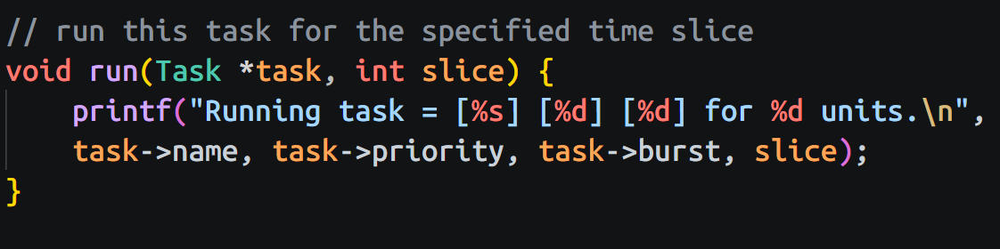 // run this task for the specified time slice
void run(Task *task, int slice) {
    printf("Running task = [%s] [%d] [%d] for %d units.\n",
    task->name, task->priority, task->burst, slice);
}